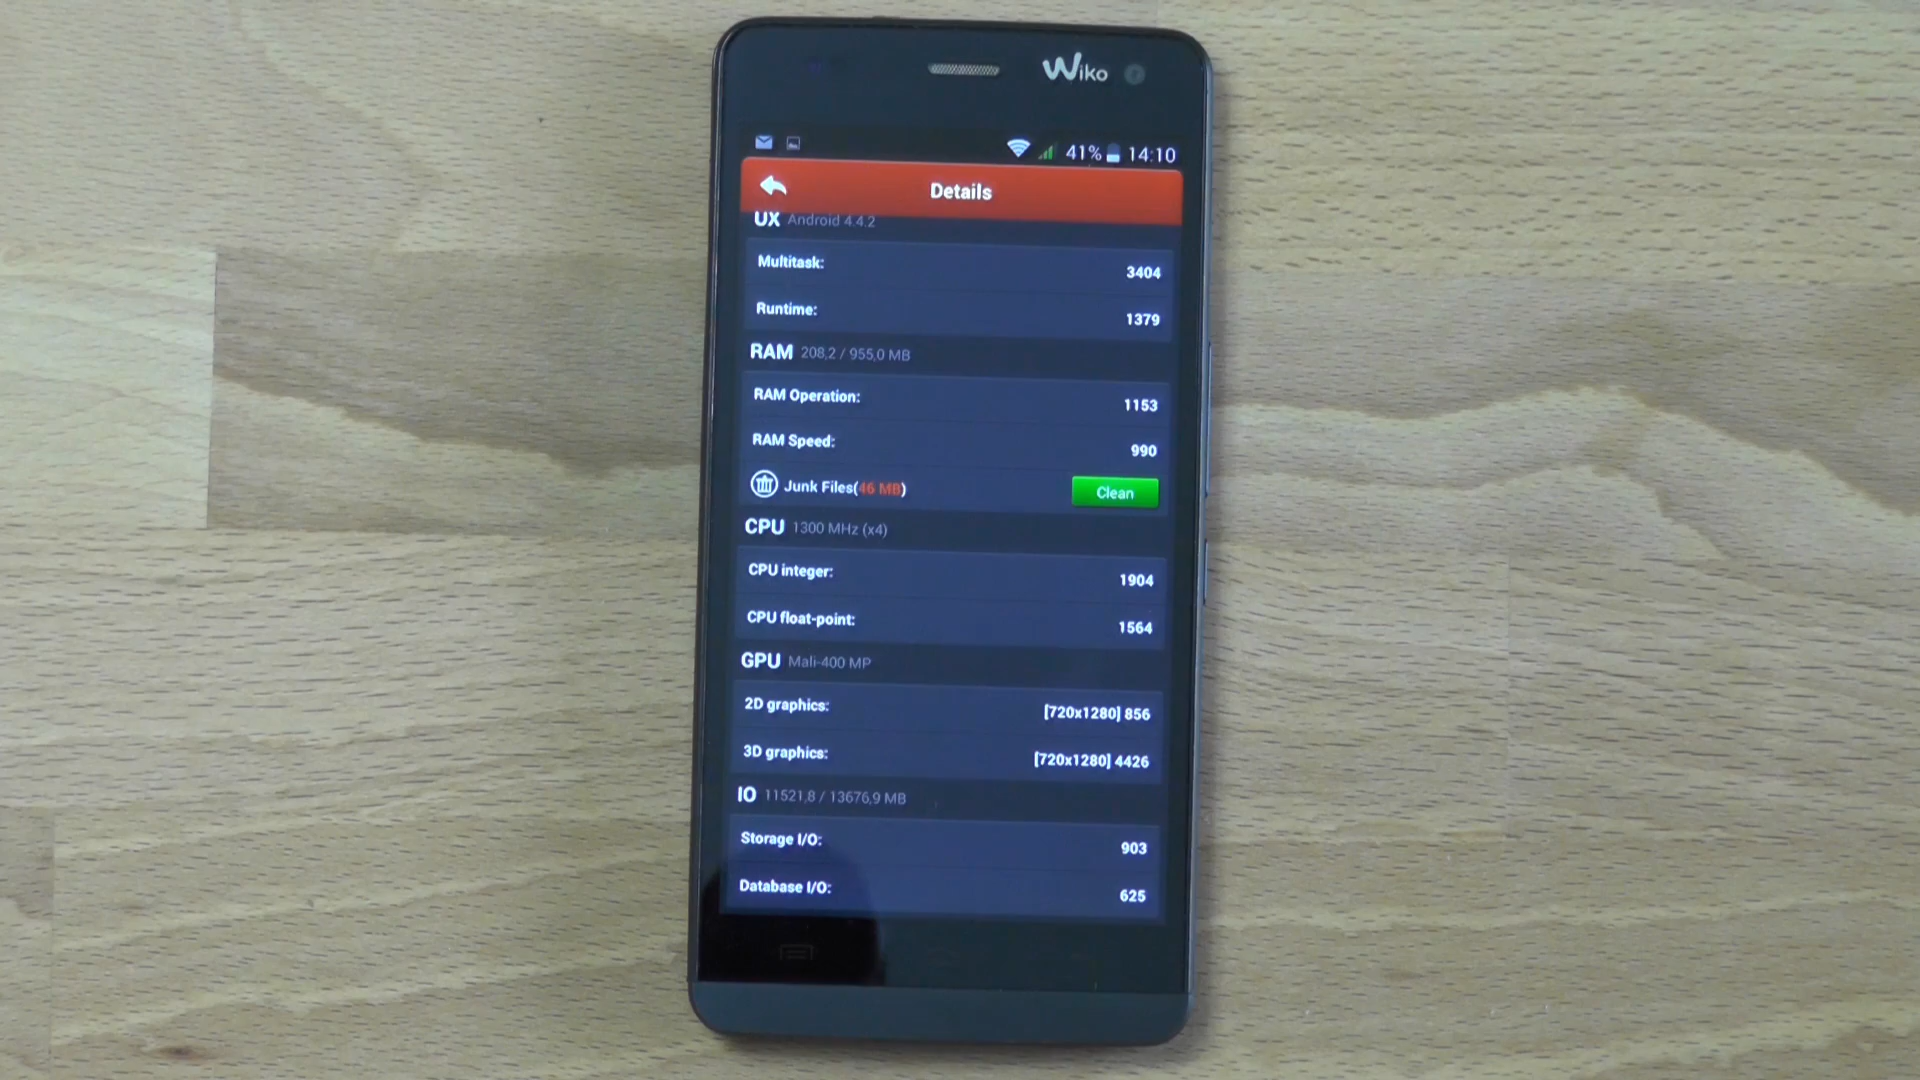 Wiko
41% 14:10
Details
UX Android 4.4.2
Multitask: 3404
Runtime: 1379
RAM 208,2 / 955,0 MB
RAM Operation: 1153
RAM Speed: 990
Junk Files(46 MB) Clean
CPU 1300 MHz (x4)
CPU integer: 1904
CPU float-point: 1564
GPU Mali-400 MP
2D graphics: [720x1280] 856
3D graphics: [720x1280] 4426
IO 11521,8 / 13676,9 MB
Storage I/O: 903
Database I/O: 625